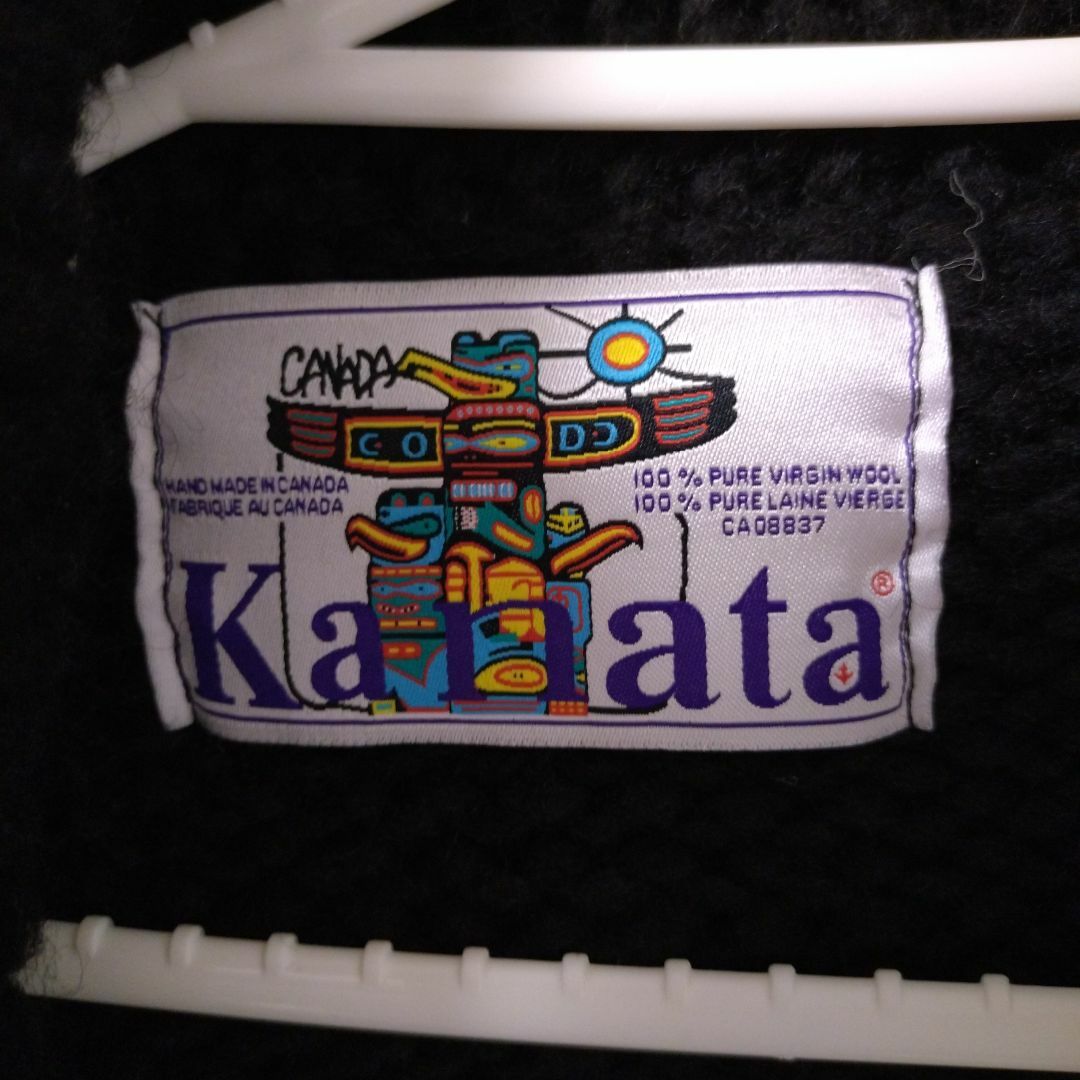 CANADA
HAND MADE IN CANADA
FABRIQUE AU CANADA
100 % PURE VIRGIN WOOL
100 % PURE LAINE VIERGE
CA08837
Kanata ®